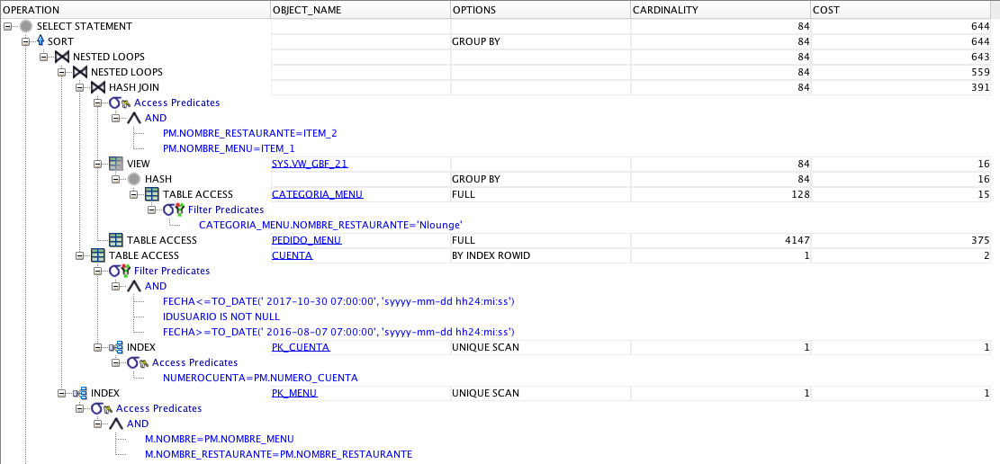 OPERATION OBJECT_NAME OPTIONS CARDINALITY COST
SELECT STATEMENT 84 644
SORT GROUP BY 84 644
NESTED LOOPS 84 643
NESTED LOOPS 84 559
HASH JOIN 84 391
Access Predicates
AND
PM.NOMBRE_RESTAURANTE=ITEM_2
PM.NOMBRE_MENU=ITEM_1
VIEW SYS.VW_GBF_21 84 16
HASH GROUP BY 84 16
TABLE ACCESS CATEGORIA_MENU FULL 128 15
Filter Predicates
CATEGORIA_MENU.NOMBRE_RESTAURANTE='Nlounge'
TABLE ACCESS PEDIDO_MENU FULL 4147 375
TABLE ACCESS CUENTA BY INDEX ROWID 1 2
Filter Predicates
AND
FECHA<=TO_DATE(' 2017-10-30 07:00:00', 'syyyy-mm-dd hh24:mi:ss')
IDUSUARIO IS NOT NULL
FECHA>=TO_DATE(' 2016-08-07 07:00:00', 'syyyy-mm-dd hh24:mi:ss')
INDEX PK_CUENTA UNIQUE SCAN 1 1
Access Predicates
NUMEROCUENTA=PM.NUMERO_CUENTA
INDEX PK_MENU UNIQUE SCAN 1 1
Access Predicates
AND
M.NOMBRE=PM.NOMBRE_MENU
M.NOMBRE_RESTAURANTE=PM.NOMBRE_RESTAURANTE